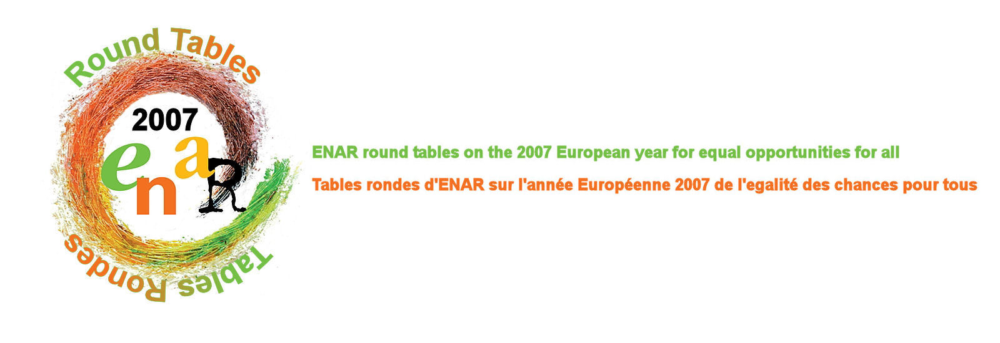 Round Tables
2007
enaR
Tables Rondes
ENAR round tables on the 2007 European year for equal opportunities for all
Tables rondes d'ENAR sur l'année Européenne 2007 de l'egalité des chances pour tous